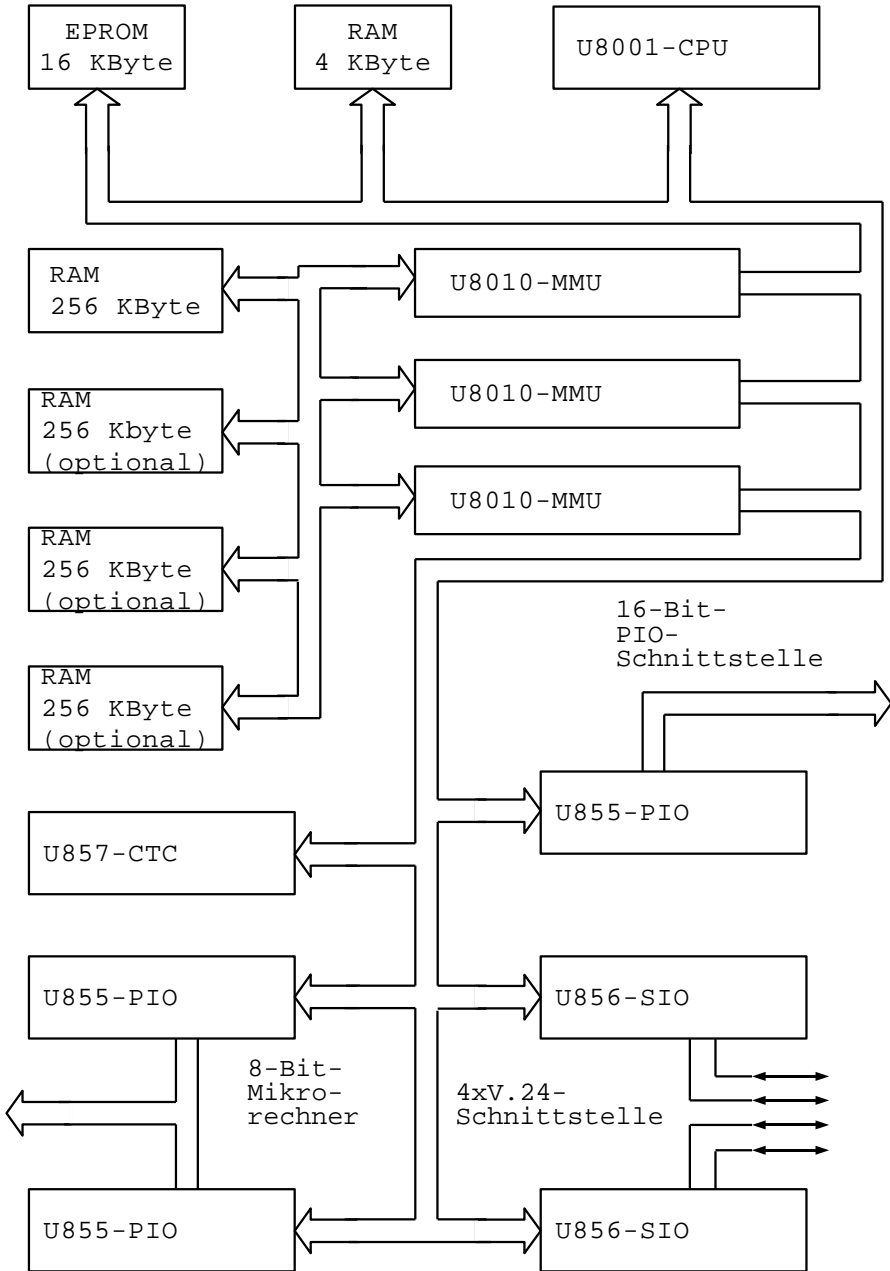 EPROM
16 KByte
RAM
4 KByte
U8001-CPU
RAM
256 KByte
U8010-MMU
RAM
256 Kbyte
(optional)
U8010-MMU
U8010-MMU
RAM
256 KByte
(optional)
16-Bit-
PIO-
Schnittstelle
RAM
256 KByte
(optional)
U855-PIO
U857-CTC
U855-PIO
U856-SIO
8-Bit-
Mikro-
rechner
4xV.24-
Schnittstelle
U855-PIO
U856-SIO